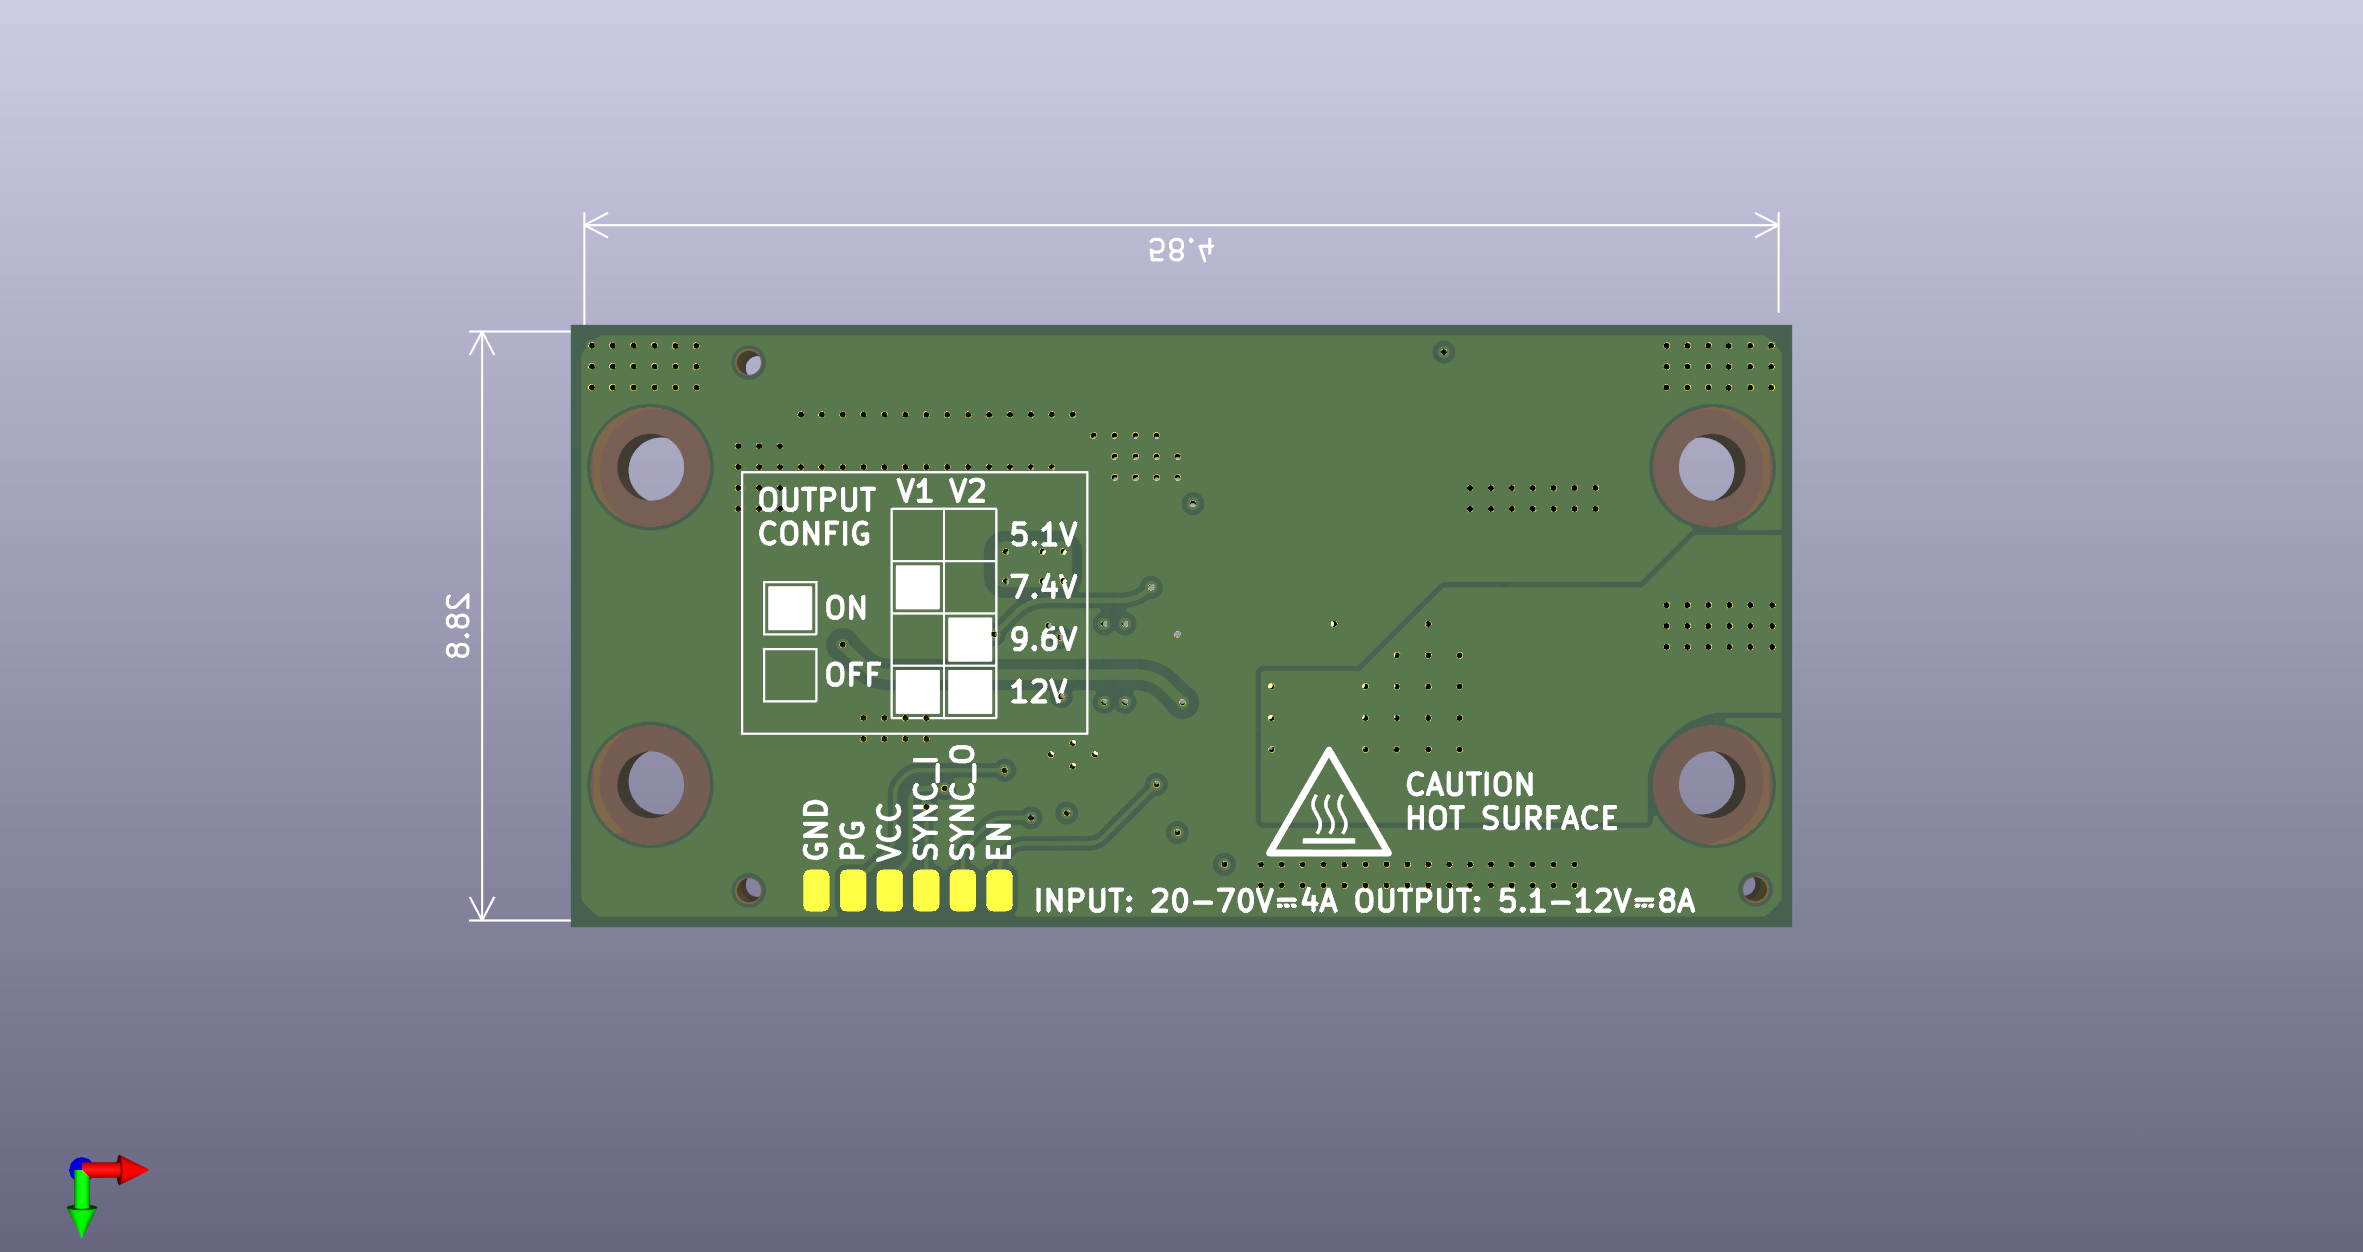 58.4
28.8
OUTPUT
CONFIG
V1 V2
5.1V
7.4V
9.6V
12V
ON
OFF
GND
PG
VCC
SYNC_I
SYNC_O
EN
CAUTION
HOT SURFACE
INPUT: 20-70V⎓4A OUTPUT: 5.1-12V⎓8A